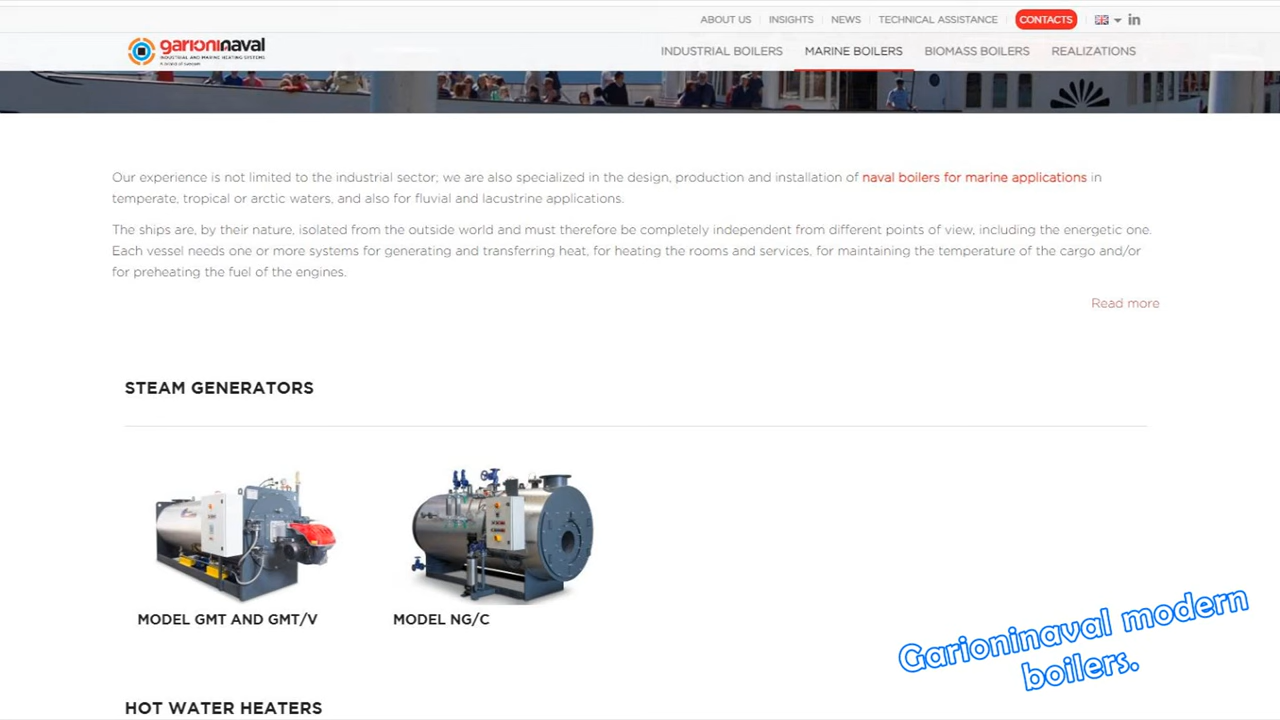 ABOUT US INSIGHTS NEWS TECHNICAL ASSISTANCE CONTACTS
garioninaval
INDUSTRIAL AND MARINE HEATING SYSTEMS
INDUSTRIAL BOILERS MARINE BOILERS BIOMASS BOILERS REALIZATIONS
Our experience is not limited to the industrial sector; we are also specialized in the design, production and installation of naval boilers for marine applications in
temperate, tropical or arctic waters, and also for fluvial and lacustrine applications.
The ships are, by their nature, isolated from the outside world and must therefore be completely independent from different points of view, including the energetic one.
Each vessel needs one or more systems for generating and transferring heat, for heating the rooms and services, for maintaining the temperature of the cargo and/or
for preheating the fuel of the engines.
Read more
STEAM GENERATORS
MODEL GMT AND GMT/V MODEL NG/C
Garioninaval modern
boilers.
HOT WATER HEATERS